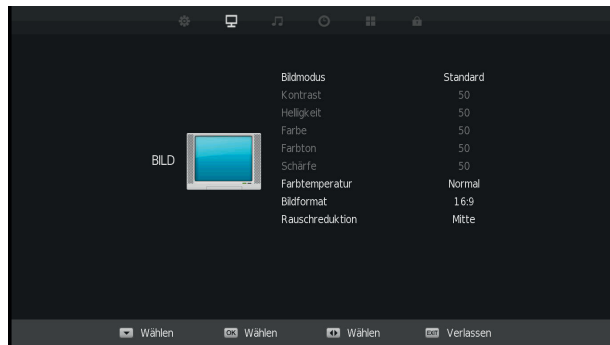 Bildmodus Standard
Kontrast 50
Helligkeit 50
Farbe 50
Farbton 50
BILD
Schärfe 50
Farbtemperatur Normal
Bildformat 16:9
Rauschreduktion Mitte
Wählen OK Wählen Wählen EXIT Verlassen